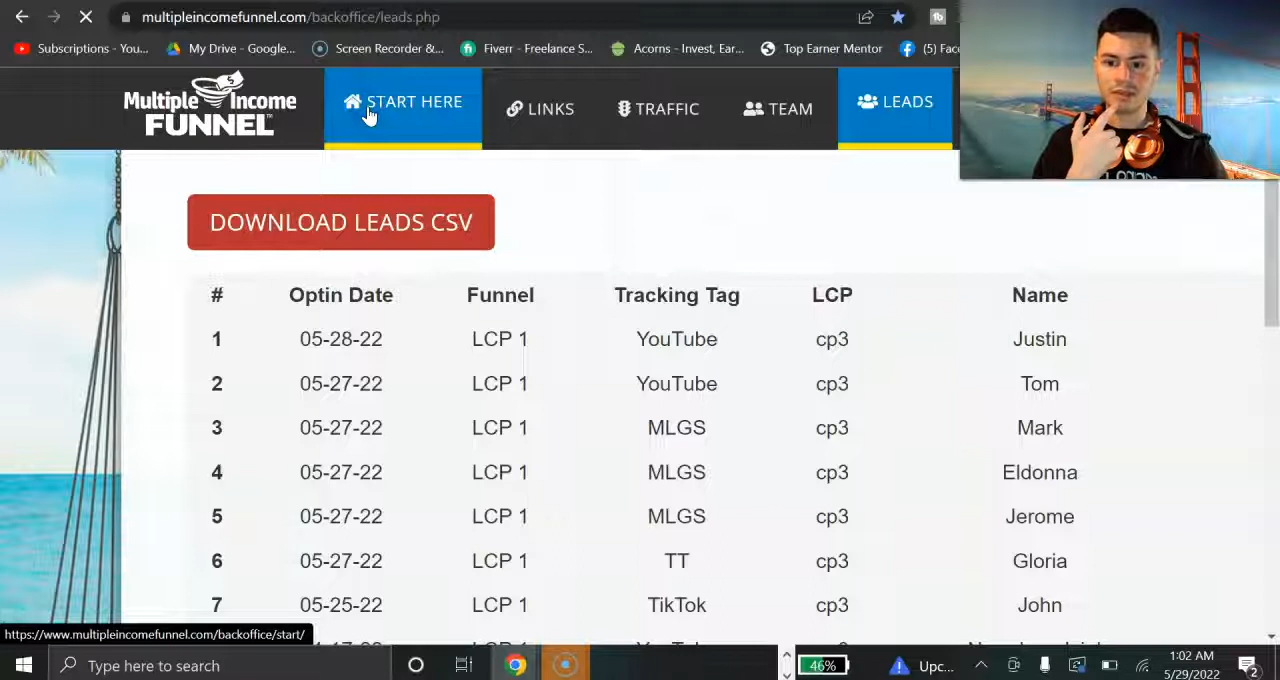 multipleincomefunnel.com/backoffice/leads.php
Subscriptions - You... My Drive - Google... Screen Recorder &... Fiverr - Freelance S... Acorns - Invest, Ear... Top Earner Mentor (5) Face
Multiple Income
FUNNEL
START HERE LINKS TRAFFIC TEAM LEADS
DOWNLOAD LEADS CSV
# Optin Date Funnel Tracking Tag LCP Name
1 05-28-22 LCP 1 YouTube cp3 Justin
2 05-27-22 LCP 1 YouTube cp3 Tom
3 05-27-22 LCP 1 MLGS cp3 Mark
4 05-27-22 LCP 1 MLGS cp3 Eldonna
5 05-27-22 LCP 1 MLGS cp3 Jerome
6 05-27-22 LCP 1 TT cp3 Gloria
7 05-25-22 LCP 1 TikTok cp3 John
https://www.multipleincomefunnel.com/backoffice/start/
Type here to search
46%
Upc...
1:02 AM
5/29/2022
2